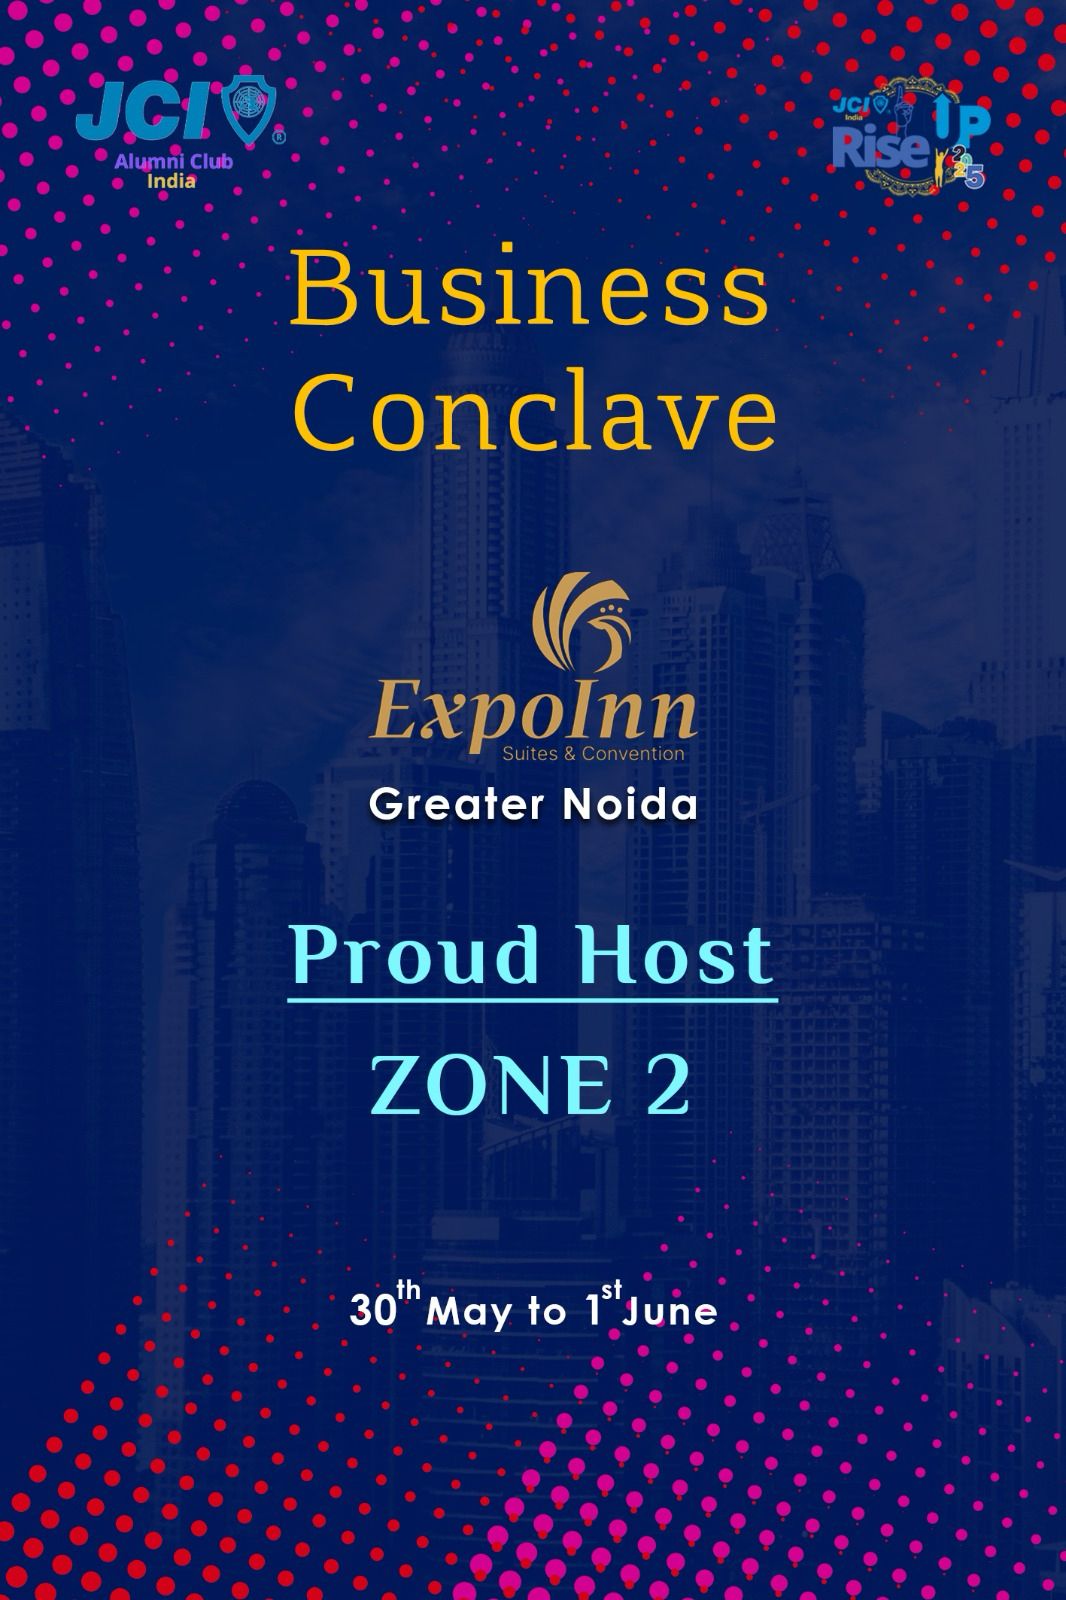 JCI ®
Alumni Club
India
JCI
India
Rise UP
2025
Business
Conclave
ExpoInn
Suites & Convention
Greater Noida
Proud Host
ZONE 2
30th May to 1st June